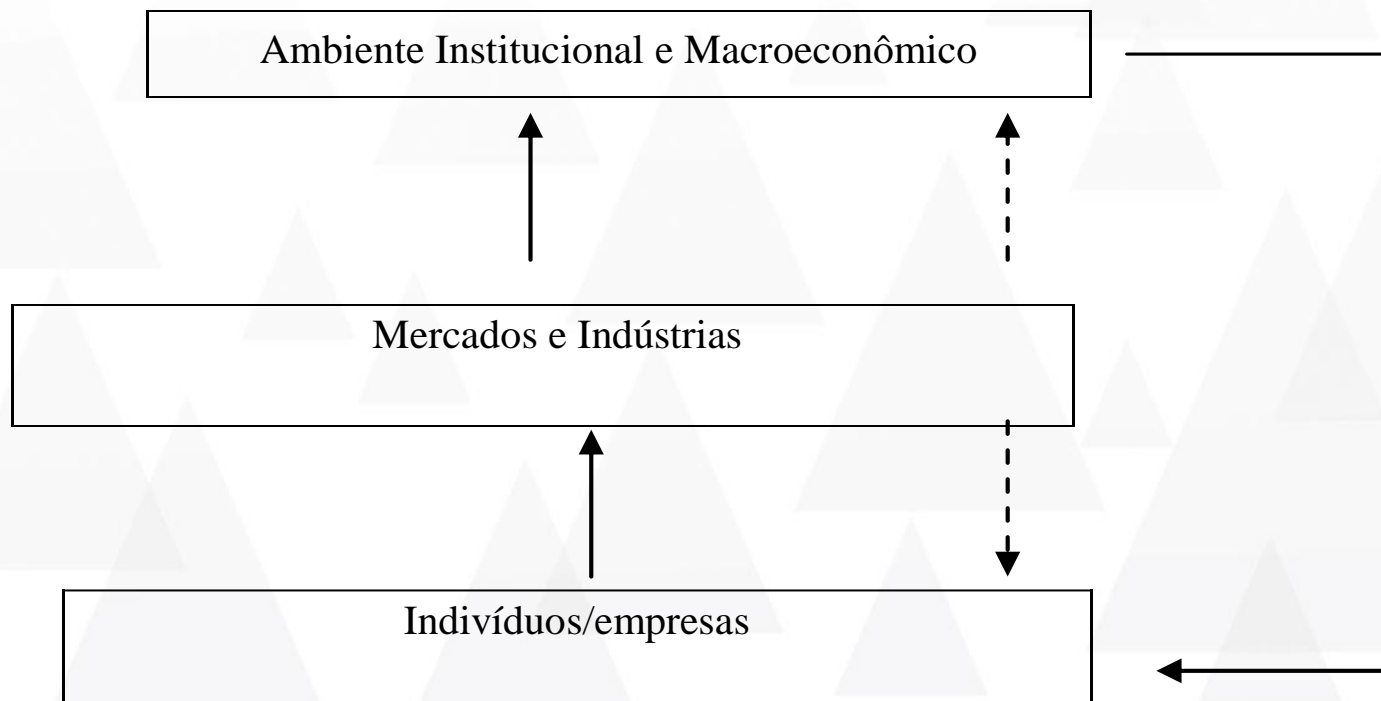 Ambiente Institucional e Macroeconômico
Mercados e Indústrias
Indivíduos/empresas